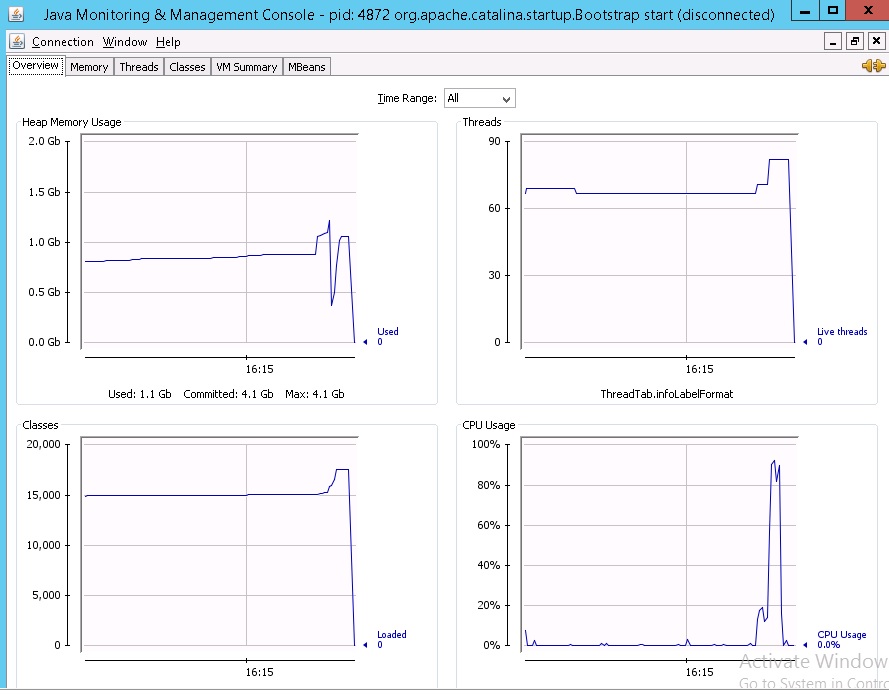 Java Monitoring & Management Console - pid: 4872 org.apache.catalina.startup.Bootstrap start (disconnected)
Connection Window Help
Overview Memory Threads Classes VM Summary MBeans
Time Range: All
Heap Memory Usage
2.0 Gb
1.5 Gb
1.0 Gb
0.5 Gb
0.0 Gb
Used
0
16:15
Used: 1.1 Gb Committed: 4.1 Gb Max: 4.1 Gb
Threads
90
60
30
0
Live threads
0
16:15
ThreadTab.infoLabelFormat
Classes
20,000
15,000
10,000
5,000
0
Loaded
0
16:15
CPU Usage
100%
80%
60%
40%
20%
0%
CPU Usage
0.0%
16:15
Activate Window
Go to System in Contro